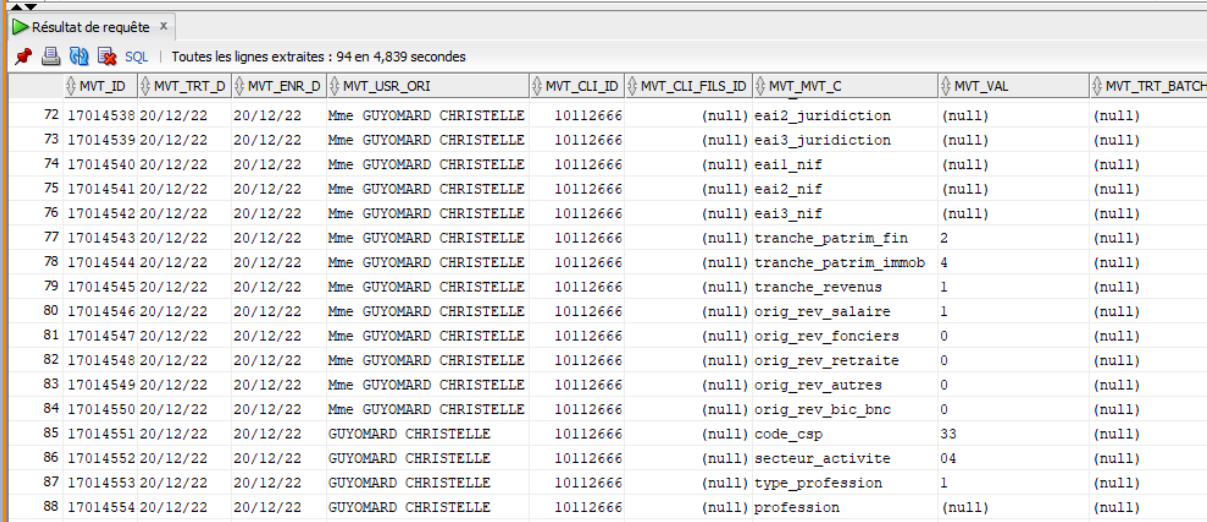 Résultat de requête x
SQL | Toutes les lignes extraites : 94 en 4,839 secondes
MVT_ID MVT_TRT_D MVT_ENR_D MVT_USR_ORI MVT_CLI_ID MVT_CLI_FILS_ID MVT_MVT_C MVT_VAL MVT_TRT_BATCH
72 17014538 20/12/22 20/12/22 Mme GUYOMARD CHRISTELLE 10112666 (null) eai2_juridiction (null) (null)
73 17014539 20/12/22 20/12/22 Mme GUYOMARD CHRISTELLE 10112666 (null) eai3_juridiction (null) (null)
74 17014540 20/12/22 20/12/22 Mme GUYOMARD CHRISTELLE 10112666 (null) eai1_nif (null) (null)
75 17014541 20/12/22 20/12/22 Mme GUYOMARD CHRISTELLE 10112666 (null) eai2_nif (null) (null)
76 17014542 20/12/22 20/12/22 Mme GUYOMARD CHRISTELLE 10112666 (null) eai3_nif (null) (null)
77 17014543 20/12/22 20/12/22 Mme GUYOMARD CHRISTELLE 10112666 (null) tranche_patrim_fin 2 (null)
78 17014544 20/12/22 20/12/22 Mme GUYOMARD CHRISTELLE 10112666 (null) tranche_patrim_immob 4 (null)
79 17014545 20/12/22 20/12/22 Mme GUYOMARD CHRISTELLE 10112666 (null) tranche_revenus 1 (null)
80 17014546 20/12/22 20/12/22 Mme GUYOMARD CHRISTELLE 10112666 (null) orig_rev_salaire 1 (null)
81 17014547 20/12/22 20/12/22 Mme GUYOMARD CHRISTELLE 10112666 (null) orig_rev_fonciers 0 (null)
82 17014548 20/12/22 20/12/22 Mme GUYOMARD CHRISTELLE 10112666 (null) orig_rev_retraite 0 (null)
83 17014549 20/12/22 20/12/22 Mme GUYOMARD CHRISTELLE 10112666 (null) orig_rev_autres 0 (null)
84 17014550 20/12/22 20/12/22 Mme GUYOMARD CHRISTELLE 10112666 (null) orig_rev_bic_bnc 0 (null)
85 17014551 20/12/22 20/12/22 GUYOMARD CHRISTELLE 10112666 (null) code_csp 33 (null)
86 17014552 20/12/22 20/12/22 GUYOMARD CHRISTELLE 10112666 (null) secteur_activite 04 (null)
87 17014553 20/12/22 20/12/22 GUYOMARD CHRISTELLE 10112666 (null) type_profession 1 (null)
88 17014554 20/12/22 20/12/22 GUYOMARD CHRISTELLE 10112666 (null) profession (null) (null)